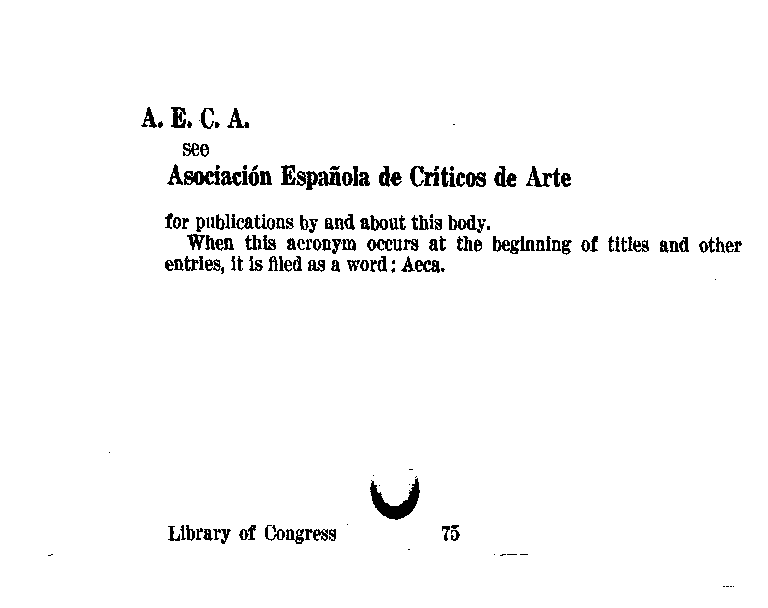 A. E. C. A.
see
Asociación Española de Críticos de Arte
for publications by and about this body.
When this acronym occurs at the beginning of titles and other
entries, it is filed as a word: Aeca.
Library of Congress 75